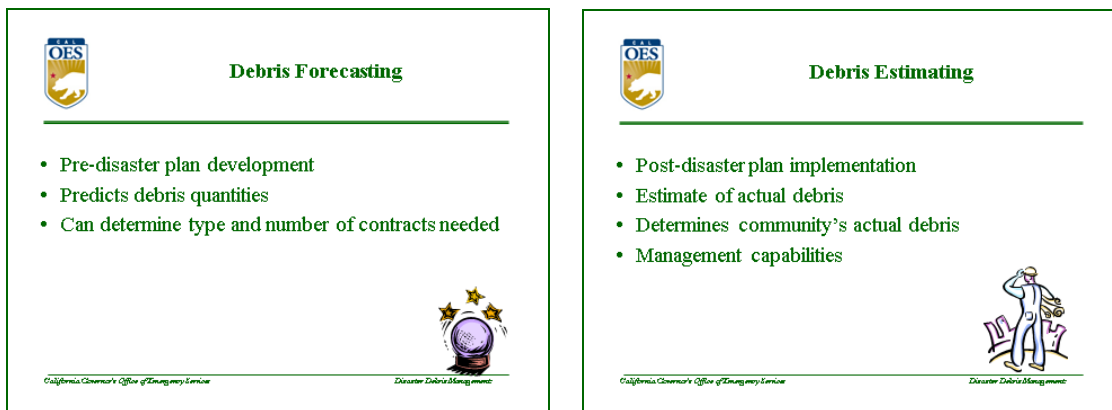 CAL
OES
Debris Forecasting
• Pre-disaster plan development
• Predicts debris quantities
• Can determine type and number of contracts needed
California Governor's Office of Emergency Services
Disaster Debris Management
CAL
OES
Debris Estimating
• Post-disaster plan implementation
• Estimate of actual debris
• Determines community's actual debris
• Management capabilities
California Governor's Office of Emergency Services
Disaster Debris Management